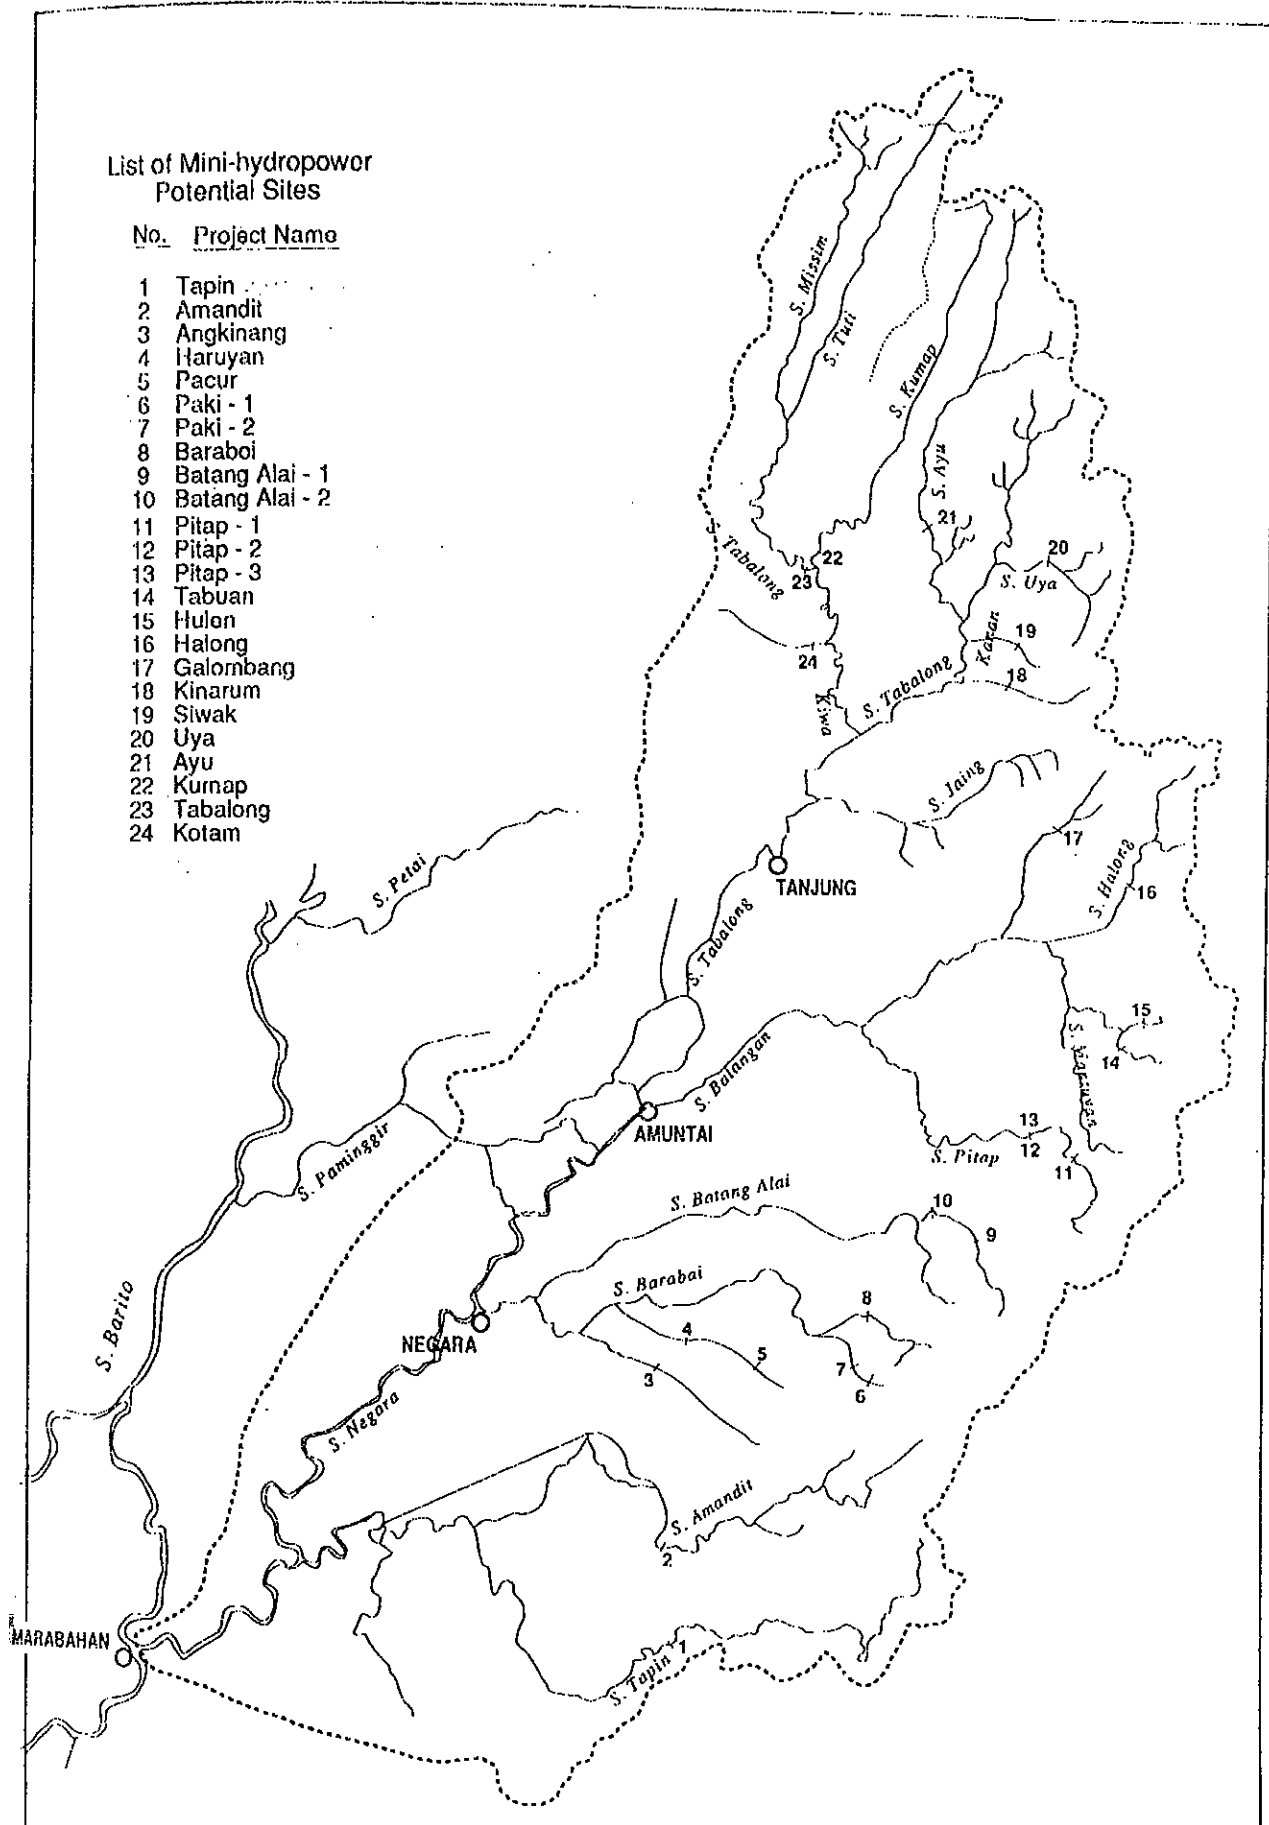 List of Mini-hydropower
Potential Sites
No. Project Name
1 Tapin
2 Amandit
3 Angkinang
4 Haruyan
5 Pacur
6 Paki - 1
7 Paki - 2
8 Baraboi
9 Batang Alai - 1
10 Batang Alai - 2
11 Pitap - 1
12 Pitap - 2
13 Pitap - 3
14 Tabuan
15 Hulon
16 Halong
17 Galombang
18 Kinarum
19 Siwak
20 Uya
21 Ayu
22 Kumap
23 Tabalong
24 Kotam
S. Missim
S. Tuti
S. Kumap
S. Ayu
21
20
S. Uya
S. Tabalong
22
23
Kanan
19
24
18
S. Tabalong
Kiwa
S. Jaing
17
S. Halong
16
S. Petai
TANJUNG
S. Tabalong
15
14
S. Balangan
AMUNTAI
13
12
S. Pitap
11
S. Paminggir
S. Batang Alai
10
9
S. Barabai
8
S. Barito
NEGARA
4
5
3
7
6
S. Negara
S. Amandit
2
MARABAHAN
S. Tapin
1